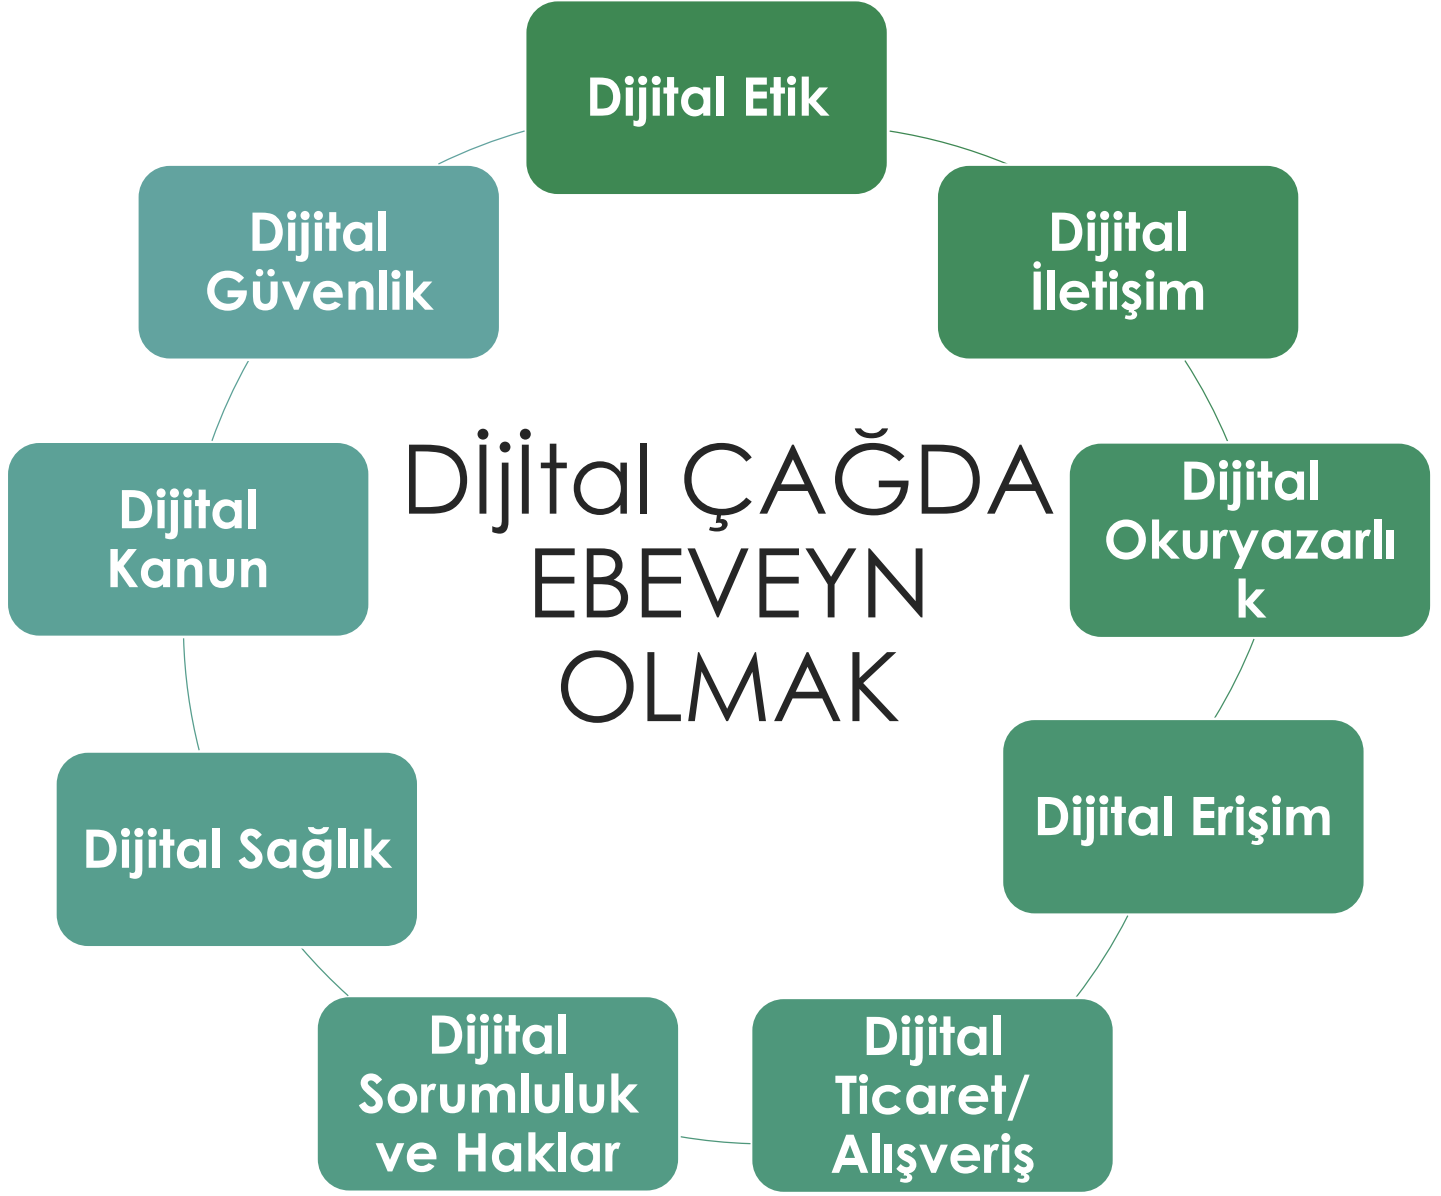 Dijital Etik
Dijital
İletişim
Dijital
Okuryazarlı
k
Dijital Erişim
Dijital
Ticaret/
Alışveriş
Dijital
Sorumluluk
ve Haklar
Dijital Sağlık
Dijital
Kanun
Dijital
Güvenlik
Dİjİtal ÇAĞDA
EBEVEYN
OLMAK